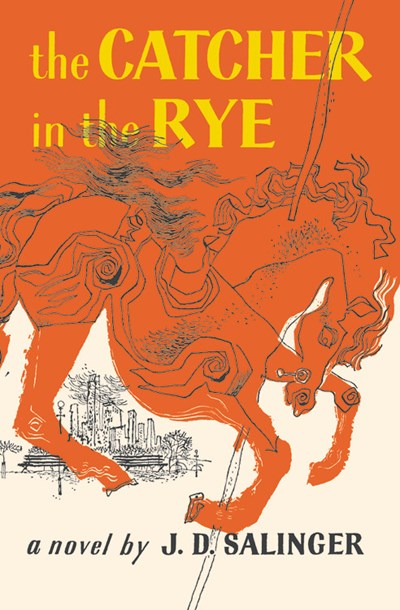 the CATCHER
in the RYE
a novel by J. D. SALINGER